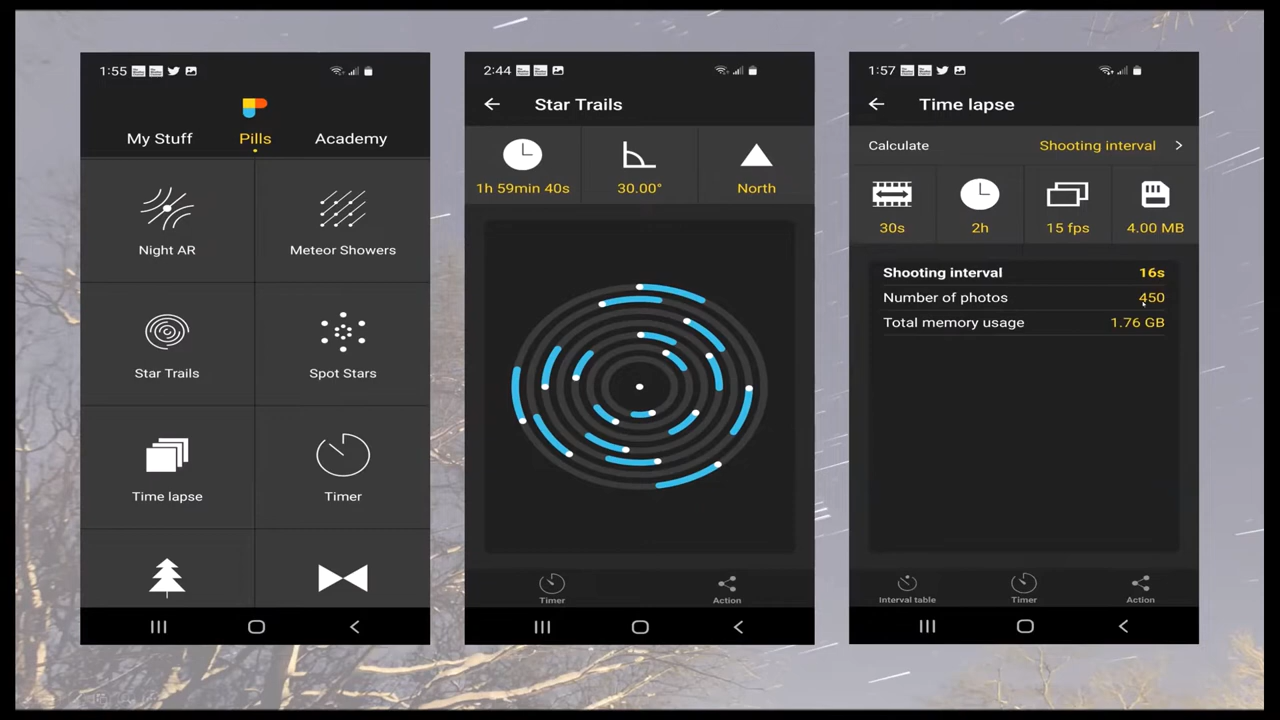 1:55
My Stuff
Pills
Academy
Night AR
Meteor Showers
Star Trails
Spot Stars
Time lapse
Timer
2:44
Star Trails
1h 59min 40s
30.00°
North
Timer
Action
1:57
Time lapse
Calculate
Shooting interval
30s
2h
15 fps
4.00 MB
Shooting interval 16s
Number of photos 450
Total memory usage 1.76 GB
Interval table
Timer
Action